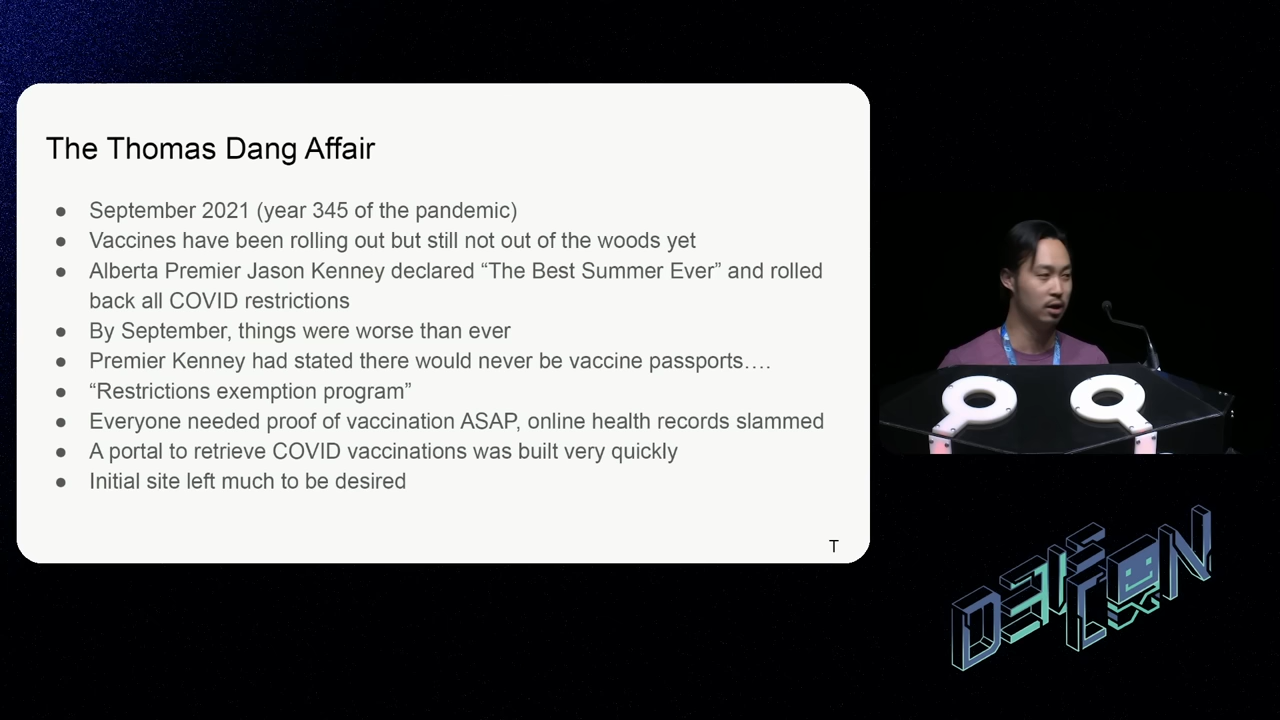 The Thomas Dang Affair
● September 2021 (year 345 of the pandemic)
● Vaccines have been rolling out but still not out of the woods yet
● Alberta Premier Jason Kenney declared “The Best Summer Ever” and rolled
back all COVID restrictions
● By September, things were worse than ever
● Premier Kenney had stated there would never be vaccine passports….
● “Restrictions exemption program”
● Everyone needed proof of vaccination ASAP, online health records slammed
● A portal to retrieve COVID vaccinations was built very quickly
● Initial site left much to be desired
T
DEF
CON